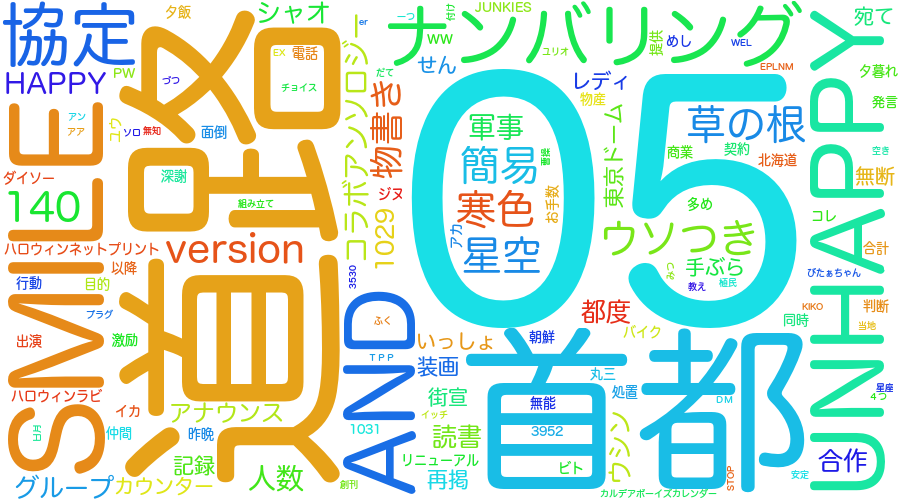 協定
夕飯
シャオ
er
ナンバリング
付け
JUNKIES
一つ
WW
ユリオ
提供
めし
WEL
宛て
HAPPY
PW
づつ
EX
電話
せん
レディ
EPLNM
夕暮れ
発言
チョイス
だて
物書き
物産
UNHAPPY
SMILE
アン
アア
ユウ
ソロ
無知
面倒
道路
コラボアンソロジー
05
軍事
簡易
寒色
星空
お手数
東京ドーム
草の根
商業
契約
北海道
空き
無断
ダイソー
140
深謝
組み立て
ジヌ
1029
アカ
ウソつき
多め
コレ
合計
ハロウィンネットプリント
version
以降
行動
目的
3530
手ぶら
みつ
教え
植民
ぴたぁちゃん
プラグ
出演
激励
AND
ふく
TPP
都度
バイク
同時
KIKO
判断
当地
いっしょ
朝鮮
首都
装画
丸三
処置
DM
星座
4つ
ハロウィンラビ
イカ
アナウンス
街宣
イッチ
無能
仲間
昨晩
1031
読書
3952
ウシン
合作
記録
リニューアル
ビト
STOP
安定
グループ
カウンター
人数
創刊
再掲
カルデアボーイズカレンダー